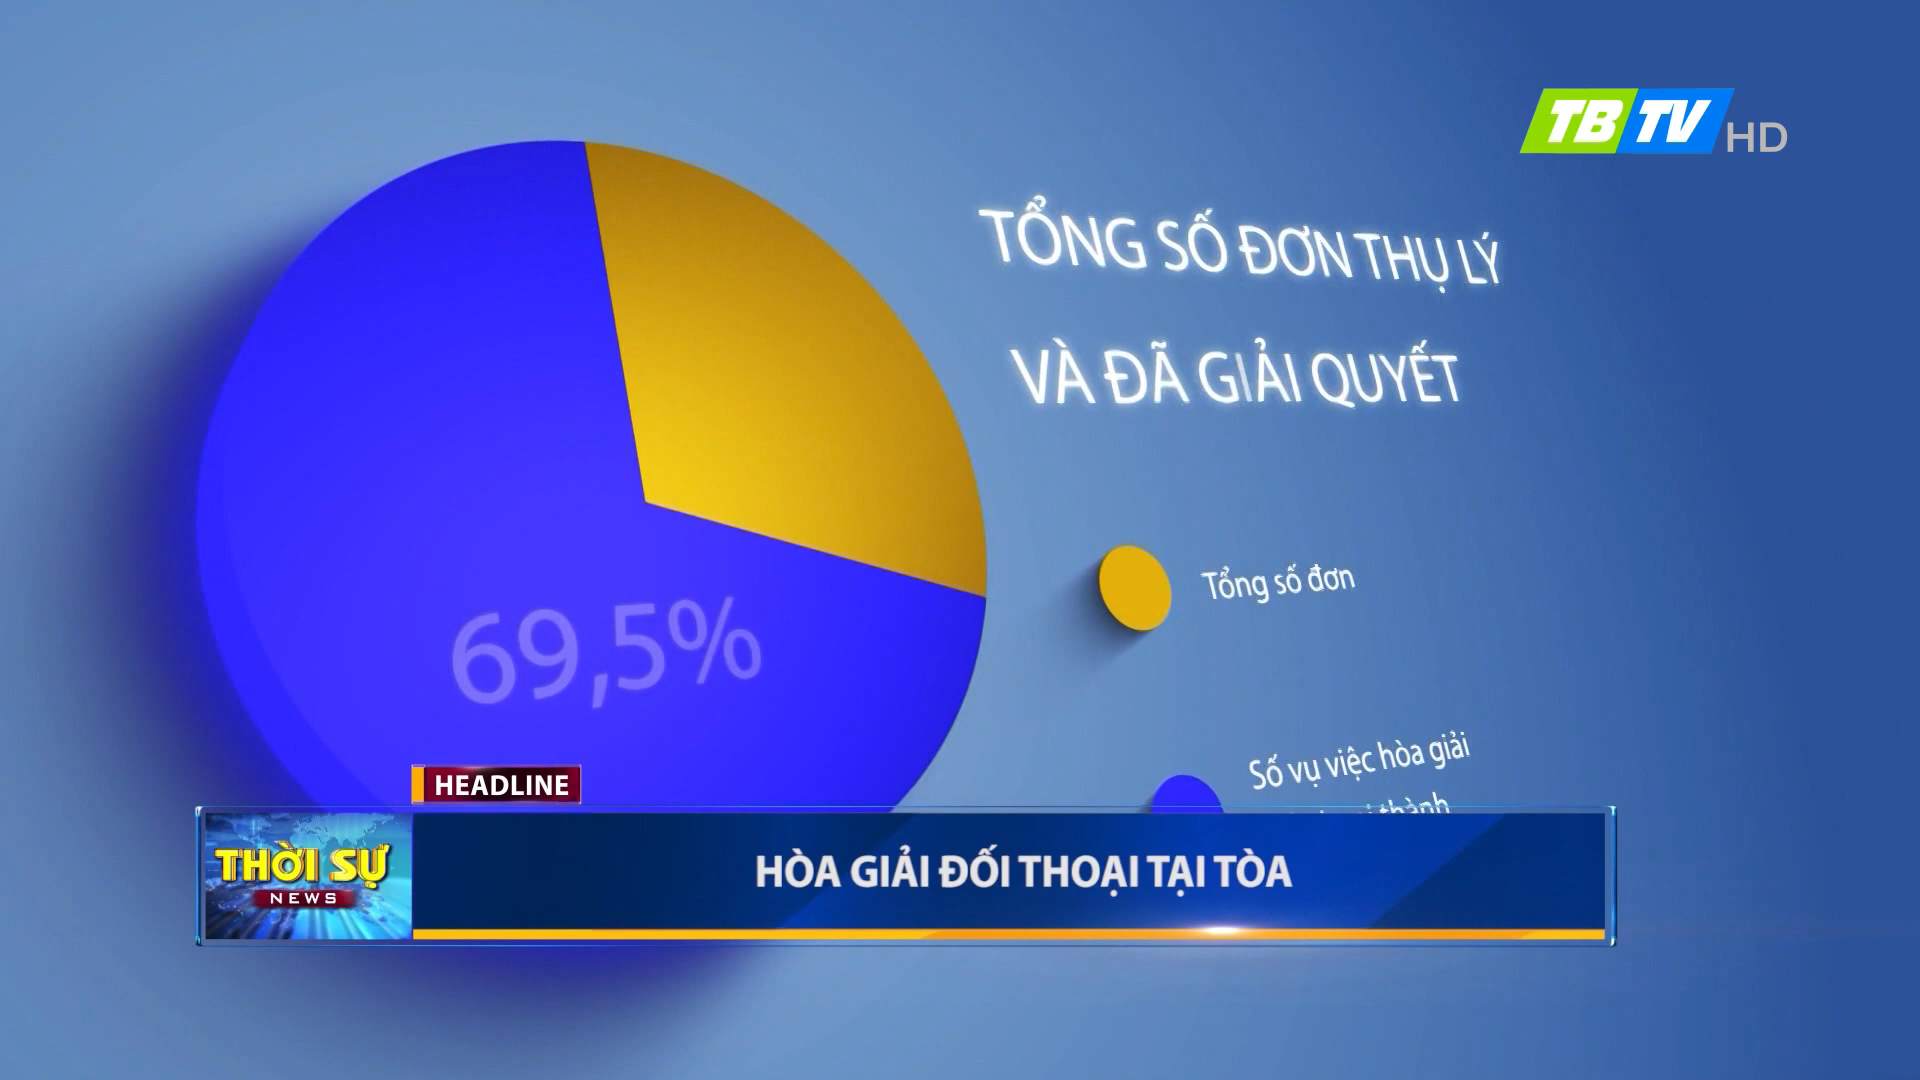 TBTV HD
TỔNG SỐ ĐƠN THỤ LÝ
VÀ ĐÃ GIẢI QUYẾT
69,5%
Tổng số đơn
Số vụ việc hòa giải
thành
HEADLINE
THỜI SỰ
NEWS
HÒA GIẢI ĐỐI THOẠI TẠI TÒA